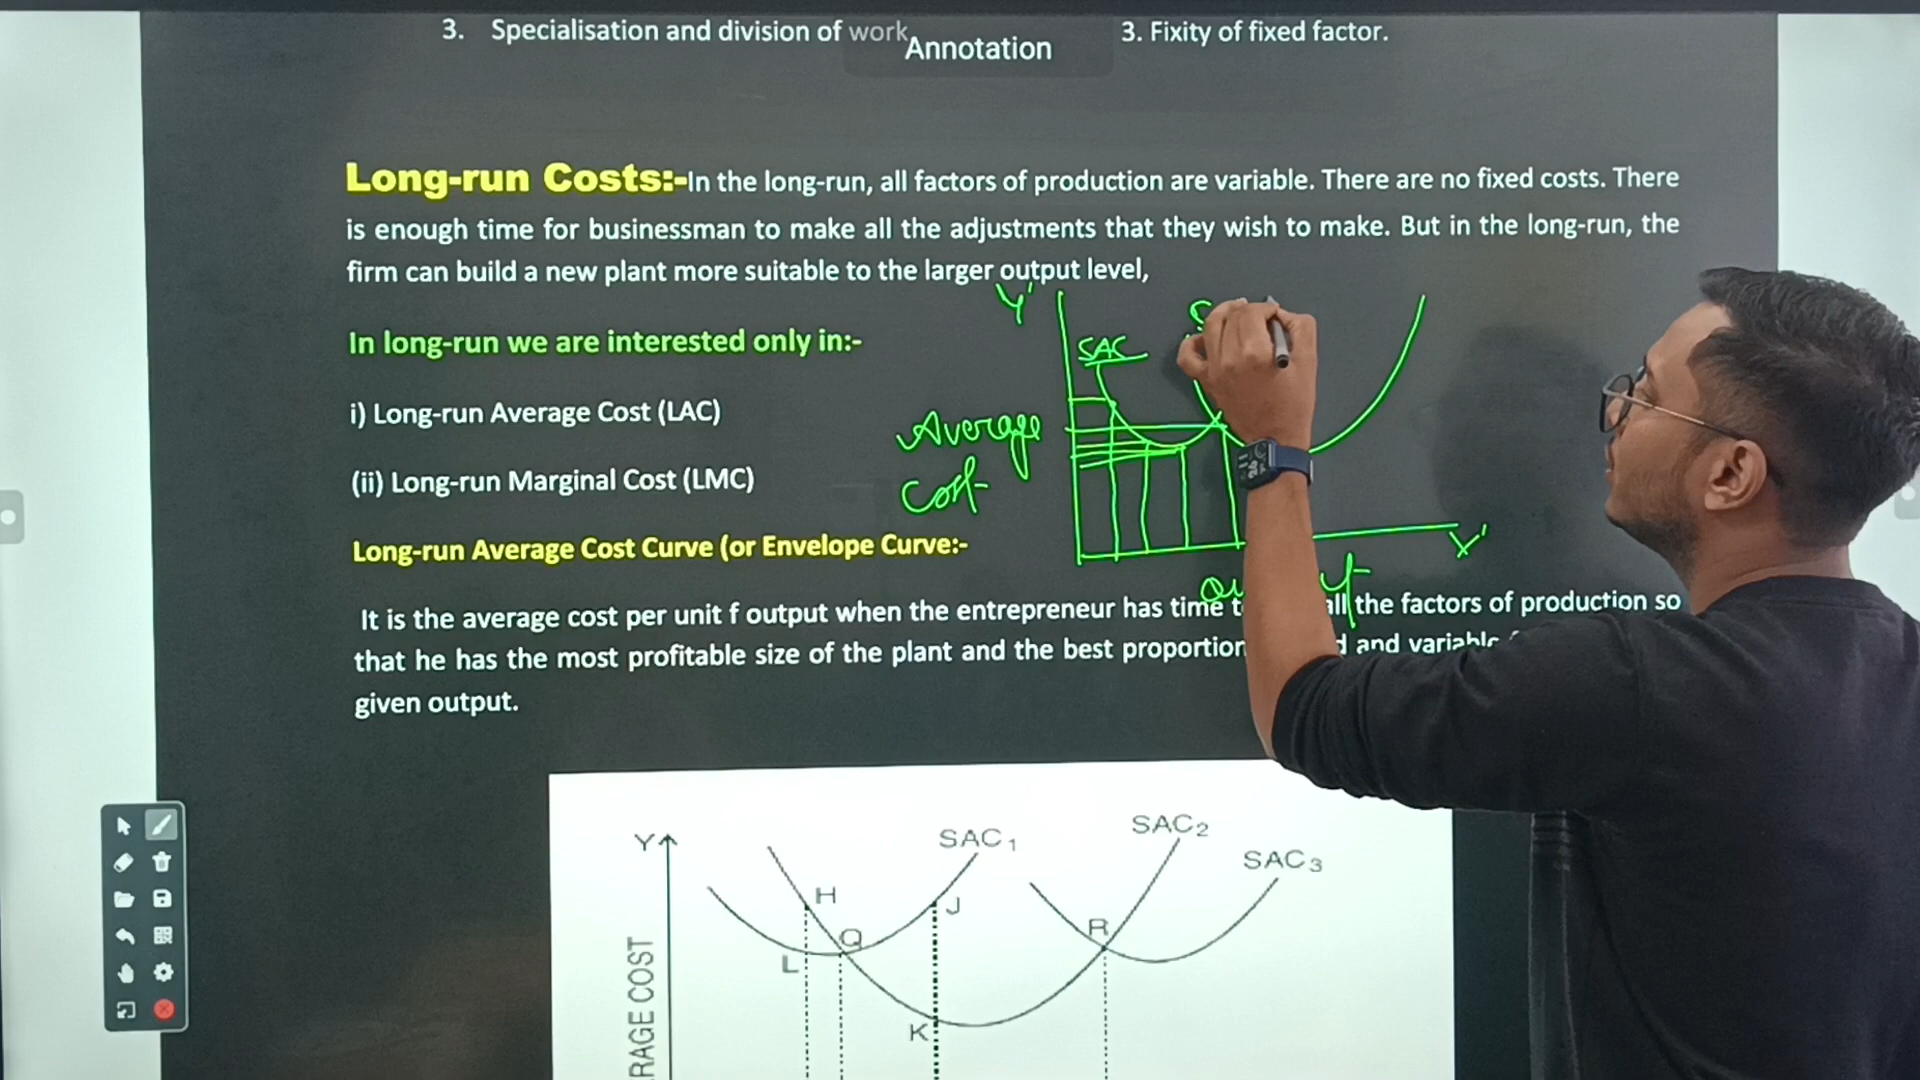 3. Specialisation and division of work
3. Fixity of fixed factor.
Annotation
Long-run Costs:-In the long-run, all factors of production are variable. There are no fixed costs. There
is enough time for businessman to make all the adjustments that they wish to make. But in the long-run, the
firm can build a new plant more suitable to the larger output level,
Y'
SAC
In long-run we are interested only in:-
i) Long-run Average Cost (LAC)
Average
Cost
(ii) Long-run Marginal Cost (LMC)
X'
Long-run Average Cost Curve (or Envelope Curve:-
It is the average cost per unit f output when the entrepreneur has time all the factors of production so
that he has the most profitable size of the plant and the best proportion and variable
given output.
Y
SAC1
SAC2
SAC3
H
J
Q
R
L
K
COST